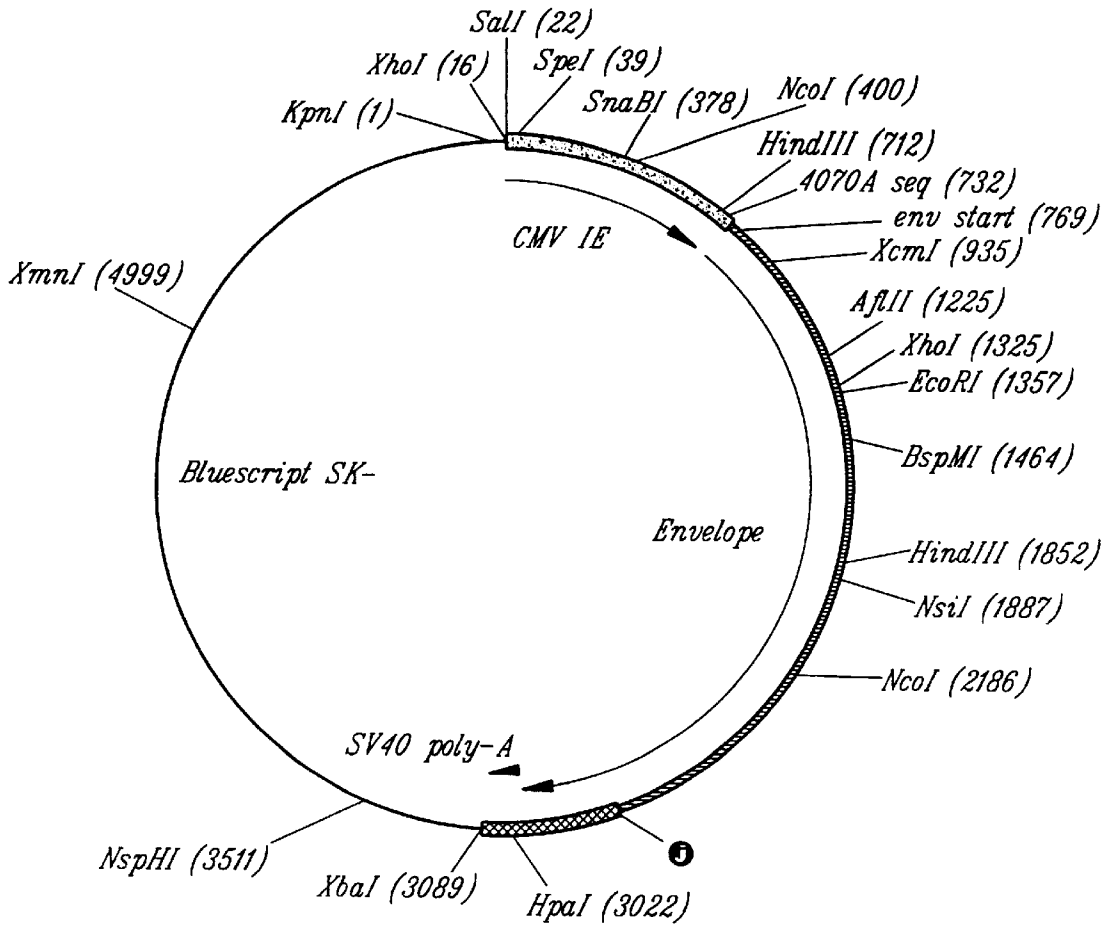 SalI (22)
XhoI (16)
SpeI (39)
KpnI (1)
SnaBI (378)
NcoI (400)
HindIII (712)
4070A seq (732)
env start (769)
XcmI (935)
CMV IE
XmnI (4999)
AflII (1225)
XhoI (1325)
EcoRI (1357)
BspMI (1464)
Bluescript SK-
Envelope
HindIII (1852)
NsiI (1887)
NcoI (2186)
SV40 poly-A
NspHI (3511)
XbaI (3089)
HpaI (3022)